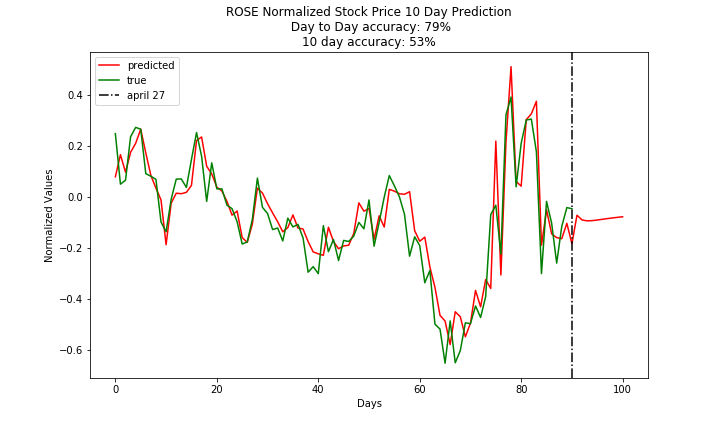 ROSE Normalized Stock Price 10 Day Prediction
Day to Day accuracy: 79%
10 day accuracy: 53%
predicted
true
april 27
0.4
0.2
0.0
−0.2
−0.4
−0.6
Normalized Values
0 20 40 60 80 100
Days